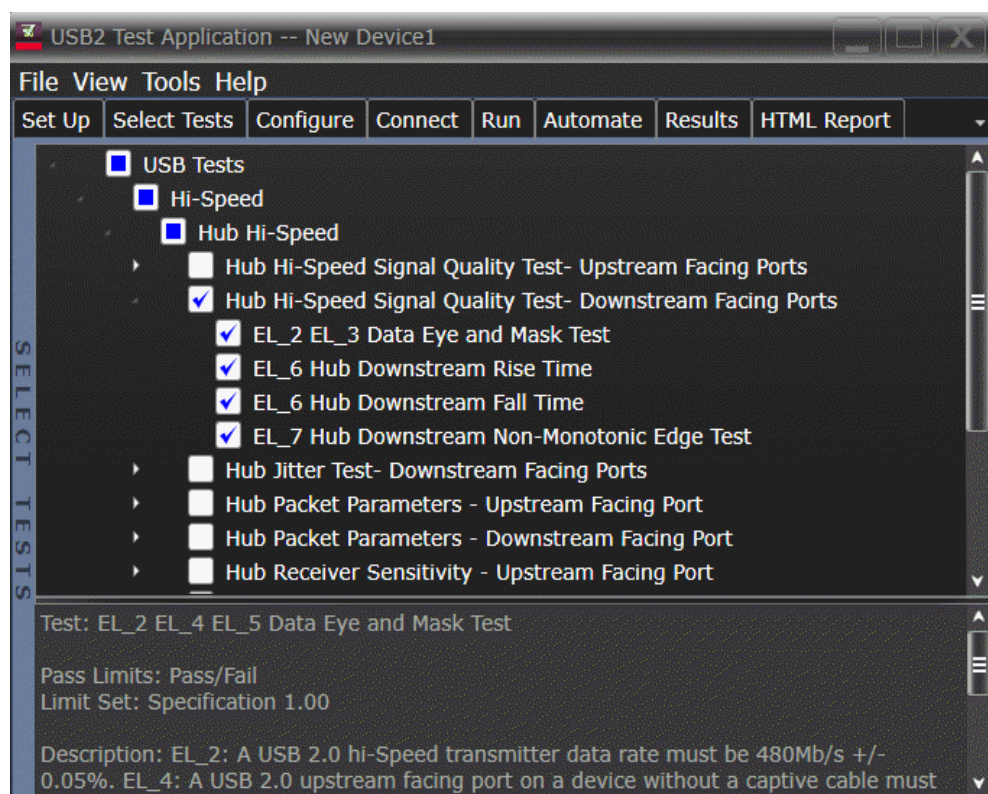 USB2 Test Application -- New Device1
File View Tools Help
Set Up Select Tests Configure Connect Run Automate Results HTML Report
SELECT TESTS
USB Tests
Hi-Speed
Hub Hi-Speed
Hub Hi-Speed Signal Quality Test- Upstream Facing Ports
Hub Hi-Speed Signal Quality Test- Downstream Facing Ports
EL_2 EL_3 Data Eye and Mask Test
EL_6 Hub Downstream Rise Time
EL_6 Hub Downstream Fall Time
EL_7 Hub Downstream Non-Monotonic Edge Test
Hub Jitter Test- Downstream Facing Ports
Hub Packet Parameters - Upstream Facing Port
Hub Packet Parameters - Downstream Facing Port
Hub Receiver Sensitivity - Upstream Facing Port
Test: EL_2 EL_4 EL_5 Data Eye and Mask Test
Pass Limits: Pass/Fail
Limit Set: Specification 1.00
Description: EL_2: A USB 2.0 hi-Speed transmitter data rate must be 480Mb/s +/-
0.05%. EL_4: A USB 2.0 upstream facing port on a device without a captive cable must